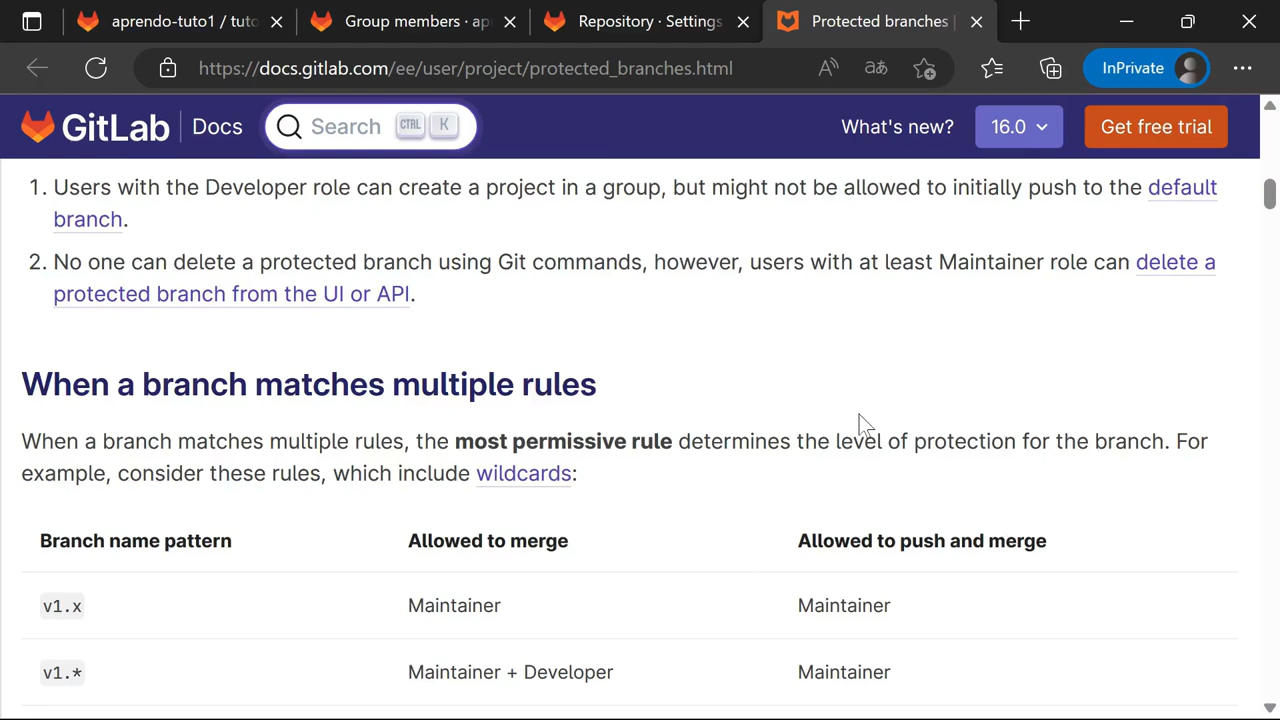 aprendo-tuto1 / tuto
Group members · ap
Repository · Settings
Protected branches |
https://docs.gitlab.com/ee/user/project/protected_branches.html
InPrivate
GitLab Docs
Search CTRL K
What's new?
16.0
Get free trial
1. Users with the Developer role can create a project in a group, but might not be allowed to initially push to the default
branch.
2. No one can delete a protected branch using Git commands, however, users with at least Maintainer role can delete a
protected branch from the UI or API.
When a branch matches multiple rules
When a branch matches multiple rules, the most permissive rule determines the level of protection for the branch. For
example, consider these rules, which include wildcards:
Branch name pattern Allowed to merge Allowed to push and merge
v1.x Maintainer Maintainer
v1.* Maintainer + Developer Maintainer